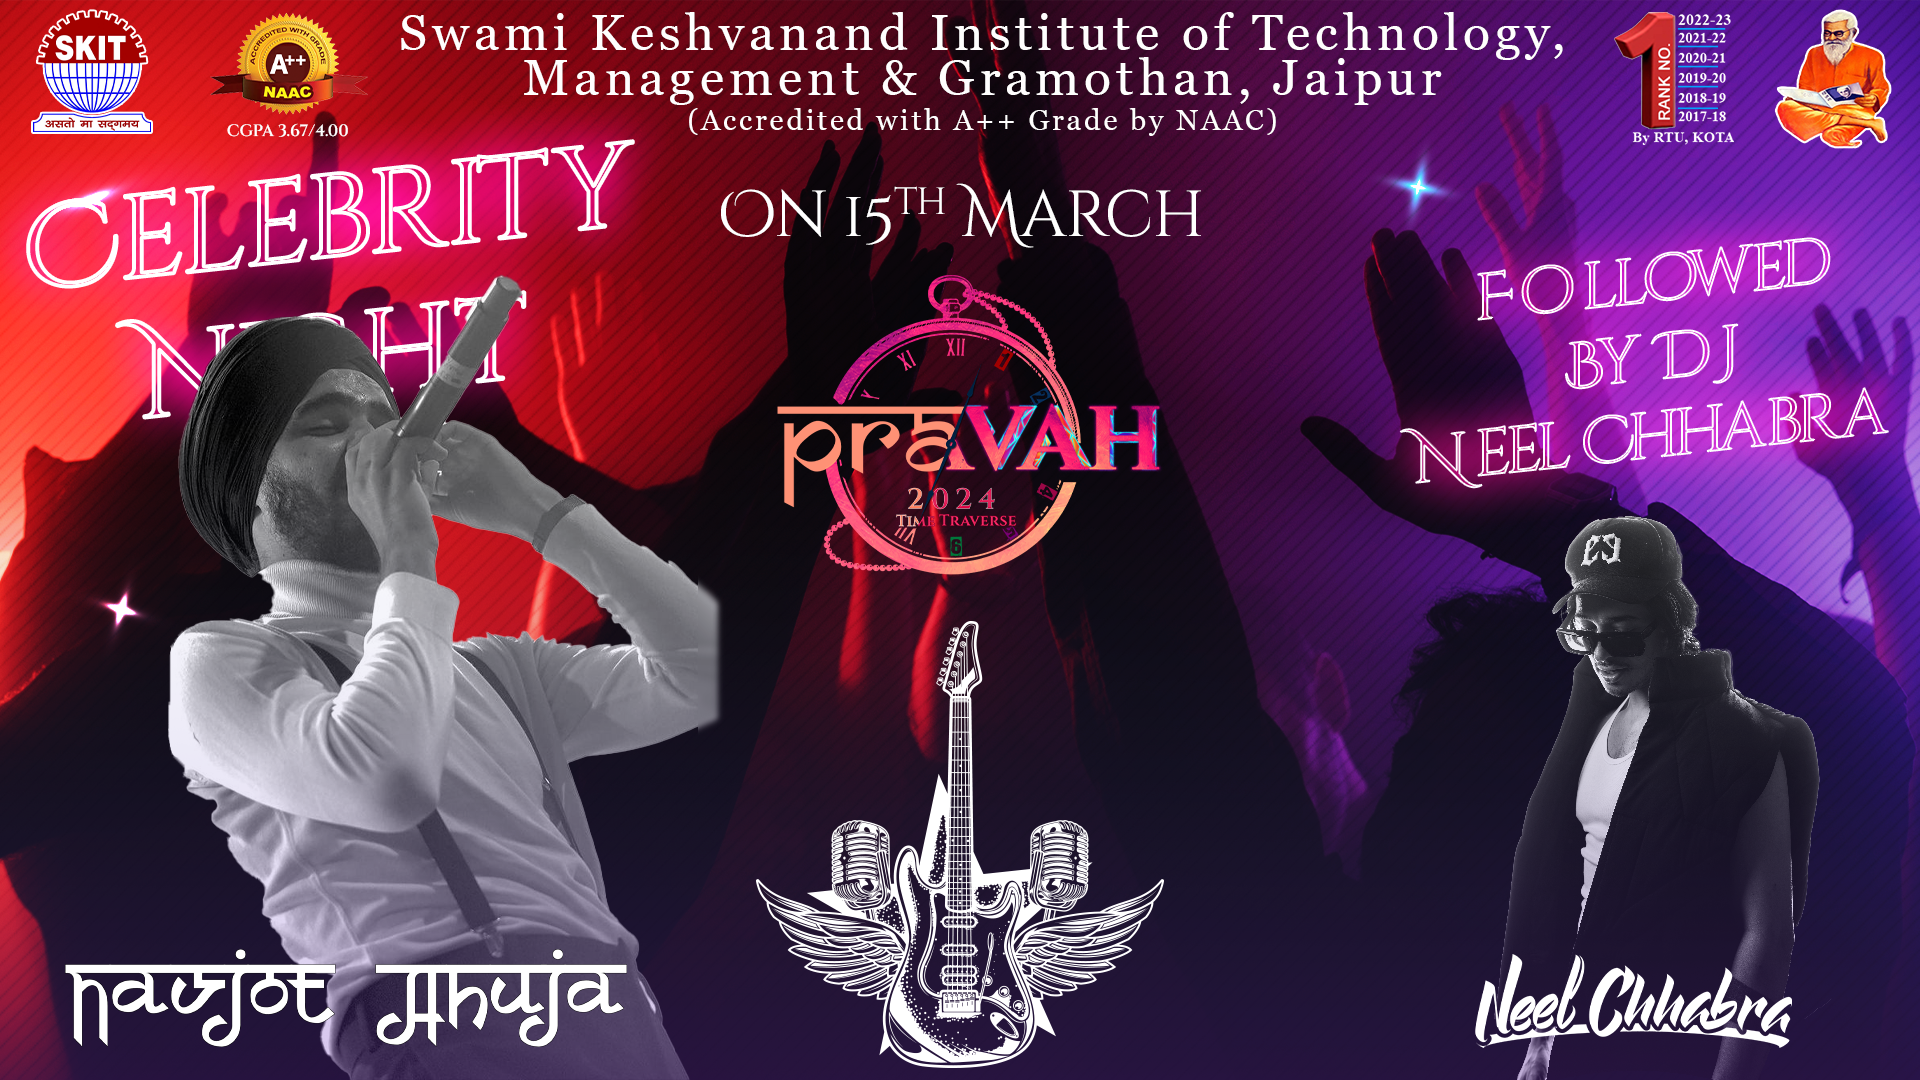 SKIT
असतो मा सद्गमय
ACCREDITED WITH GRADE
A++
NAAC
CGPA 3.67/4.00
Swami Keshvanand Institute of Technology,
Management & Gramothan, Jaipur
(Accredited with A++ Grade by NAAC)
1
RANK NO.
2022-23
2021-22
2020-21
2019-20
2018-19
2017-18
By RTU, KOTA
Celebrity
Night
On 15th March
XI XII
praVAH
2024
Time Traverse
VII
6
Followed
by DJ
Neel Chhabra
Navjot Ahuja
Neel Chhabra